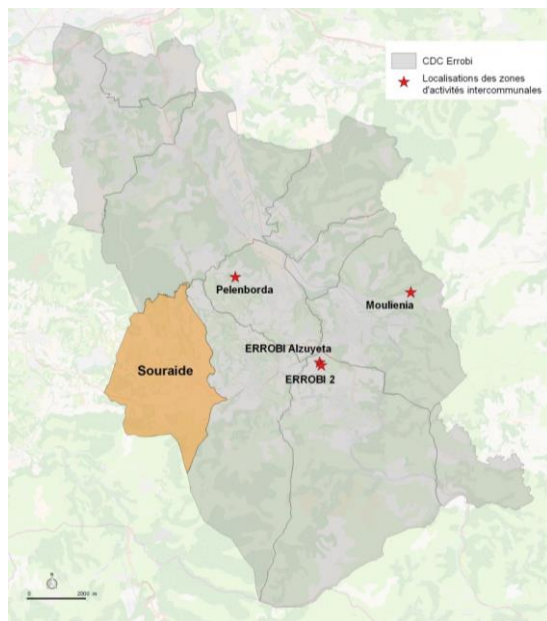 CDC Errobi
Localisations des zones
d'activités intercommunales
Pelenborda
Moulienia
ERROBI Alzuyeta
ERROBI 2
Souraide
0 2000 m